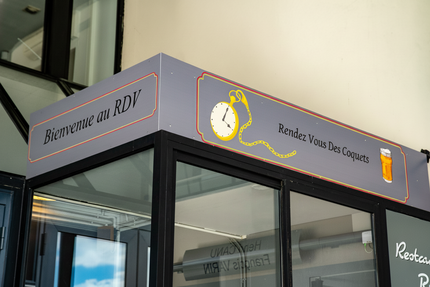 Bienvenue au RDV
Rendez Vous Des Coquets